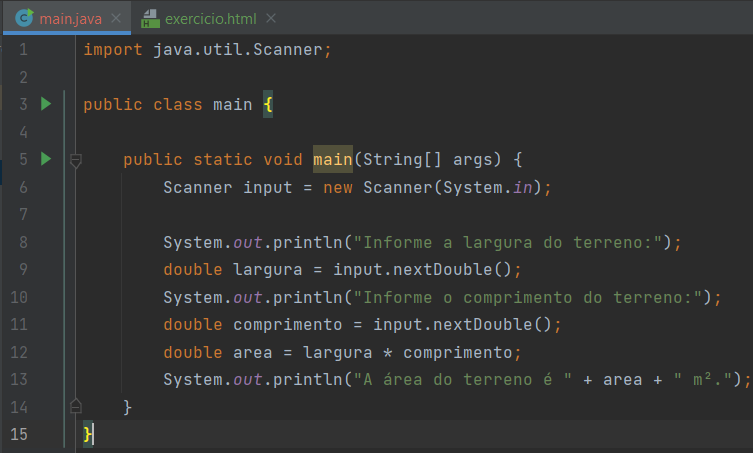 main.java exercicio.html
1 import java.util.Scanner;
2
3 public class main {
4
5 public static void main(String[] args) {
6 Scanner input = new Scanner(System.in);
7
8 System.out.println("Informe a largura do terreno:");
9 double largura = input.nextDouble();
10 System.out.println("Informe o comprimento do terreno:");
11 double comprimento = input.nextDouble();
12 double area = largura * comprimento;
13 System.out.println("A área do terreno é " + area + " m².");
14 }
15 }